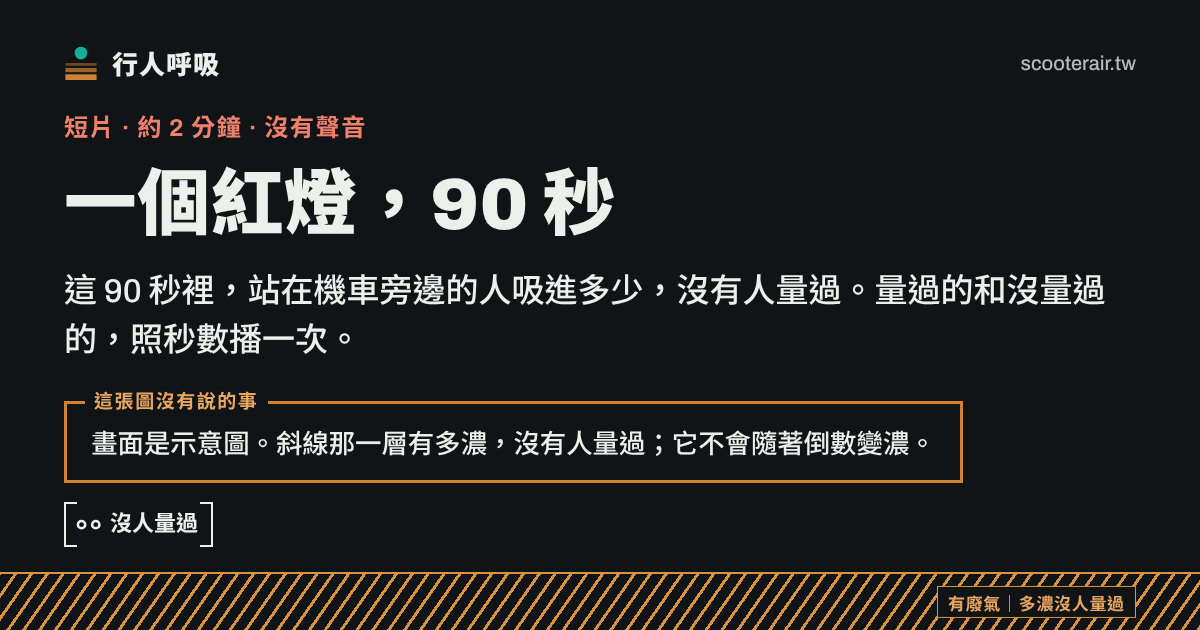 行人呼吸
scooterair.tw
短片 · 約 2 分鐘 · 沒有聲音
一個紅燈，90 秒
這 90 秒裡，站在機車旁邊的人吸進多少，沒有人量過。量過的和沒量過
的，照秒數播一次。
這張圖沒有說的事
畫面是示意圖。斜線那一層有多濃，沒有人量過；它不會隨著倒數變濃。
沒人量過
有廢氣｜多濃沒人量過